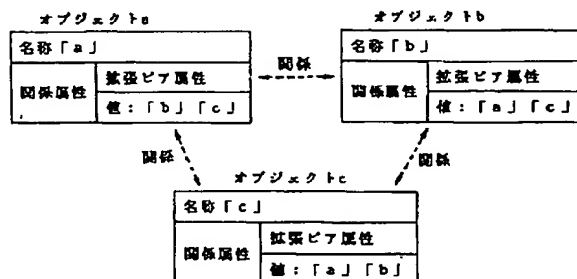 オブジェクトa
名称「a」
関係属性
拡張ピア属性
値:「b」「c」
関係
オブジェクトb
名称「b」
関係属性
拡張ピア属性
値:「a」「c」
関係
関係
オブジェクトc
名称「c」
関係属性
拡張ピア属性
値:「a」「b」